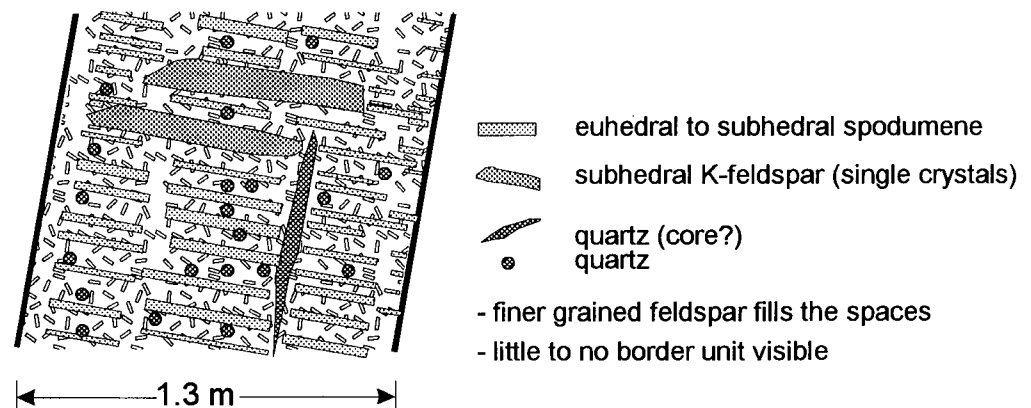 euhedral to subhedral spodumene
subhedral K-feldspar (single crystals)
quartz (core?)
quartz
- finer grained feldspar fills the spaces
- little to no border unit visible
1.3 m